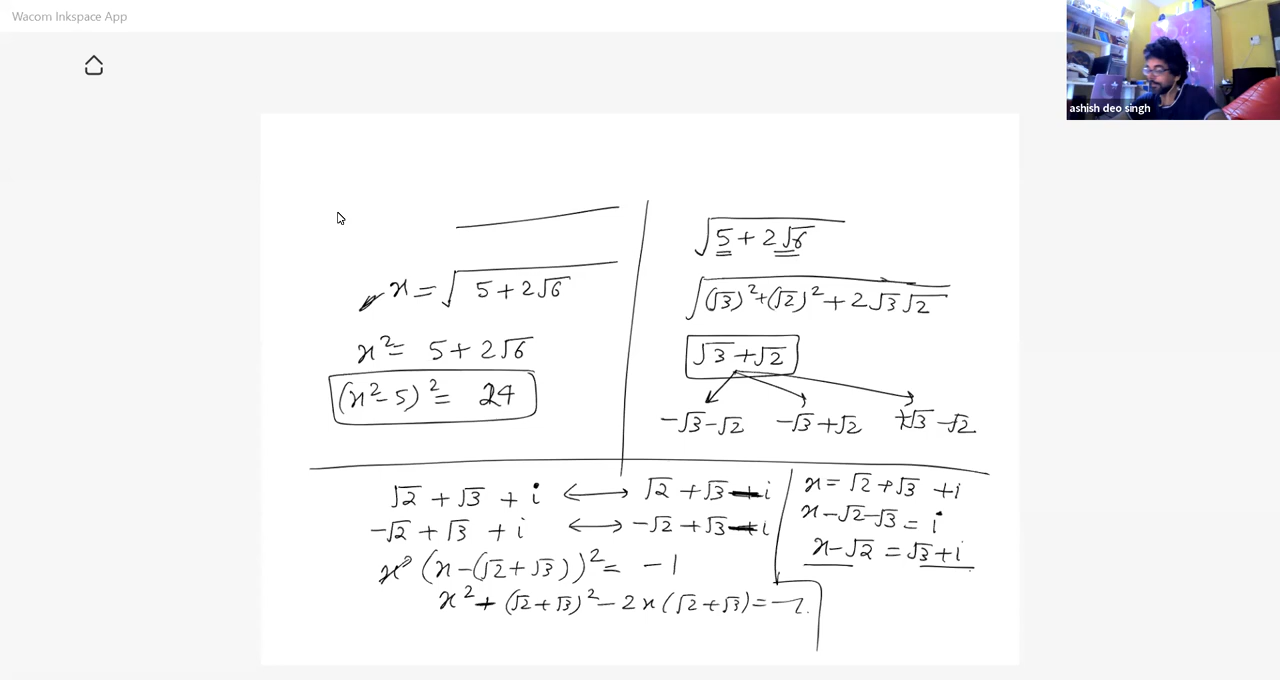 Wacom Inkspace App
ashish deo singh
x = √(5 + 2√6)
x² = 5 + 2√6
(x² - 5)² = 24
√(5 + 2√6)
√((√3)² + (√2)² + 2√3√2)
√3 + √2
-√3 - √2   -√3 + √2   +√3 - √2
√2 + √3 + i ⟷ √2 + √3 - i
-√2 + √3 + i ⟷ -√2 + √3 - i
(x - (√2 + √3))² = -1
x² + (√2 + √3)² - 2x(√2 + √3) = -1
x = √2 + √3 + i
x - √2 - √3 = i
x - √2 = √3 + i